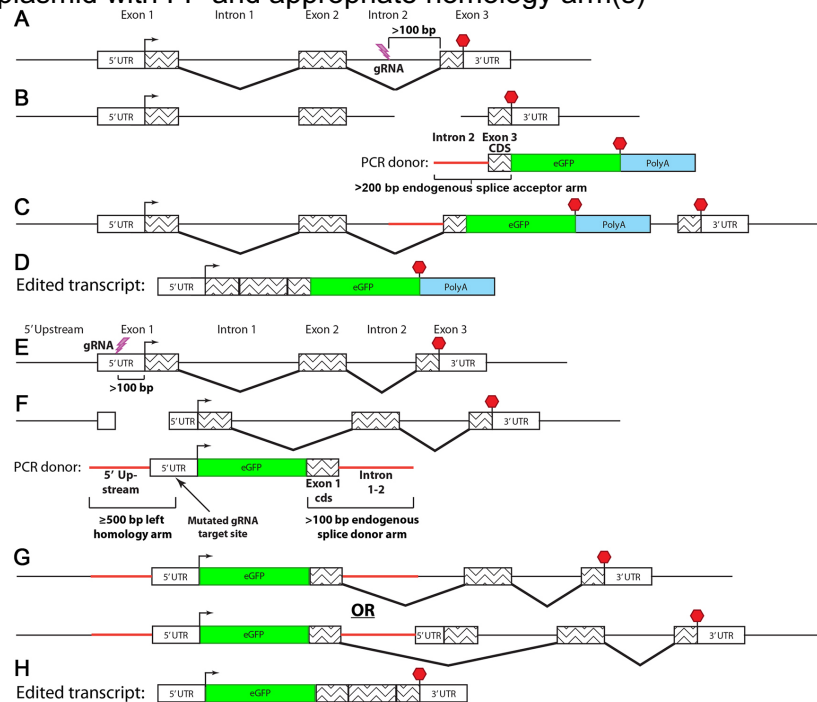 plasmid with FP and appropriate homology arm(s)
A Exon 1 Intron 1 Exon 2 Intron 2 Exon 3
>100 bp
5'UTR 3'UTR
gRNA
B
5'UTR 3'UTR
Intron 2 Exon 3
CDS
PCR donor: eGFP PolyA
>200 bp endogenous splice acceptor arm
C
5'UTR eGFP PolyA 3'UTR
D
Edited transcript: 5'UTR eGFP PolyA
5'Upstream Exon 1 Intron 1 Exon 2 Intron 2 Exon 3
E gRNA
5'UTR 3'UTR
>100 bp
F
5'UTR 3'UTR
PCR donor: 5'UTR eGFP
5' Up-
stream
Exon 1
cds
Intron
1-2
≥500 bp left
homology arm
Mutated gRNA
target site
>100 bp endogenous
splice donor arm
G
5'UTR eGFP 3'UTR
OR
5'UTR eGFP 5'UTR 3'UTR
H
Edited transcript: 5'UTR eGFP 3'UTR